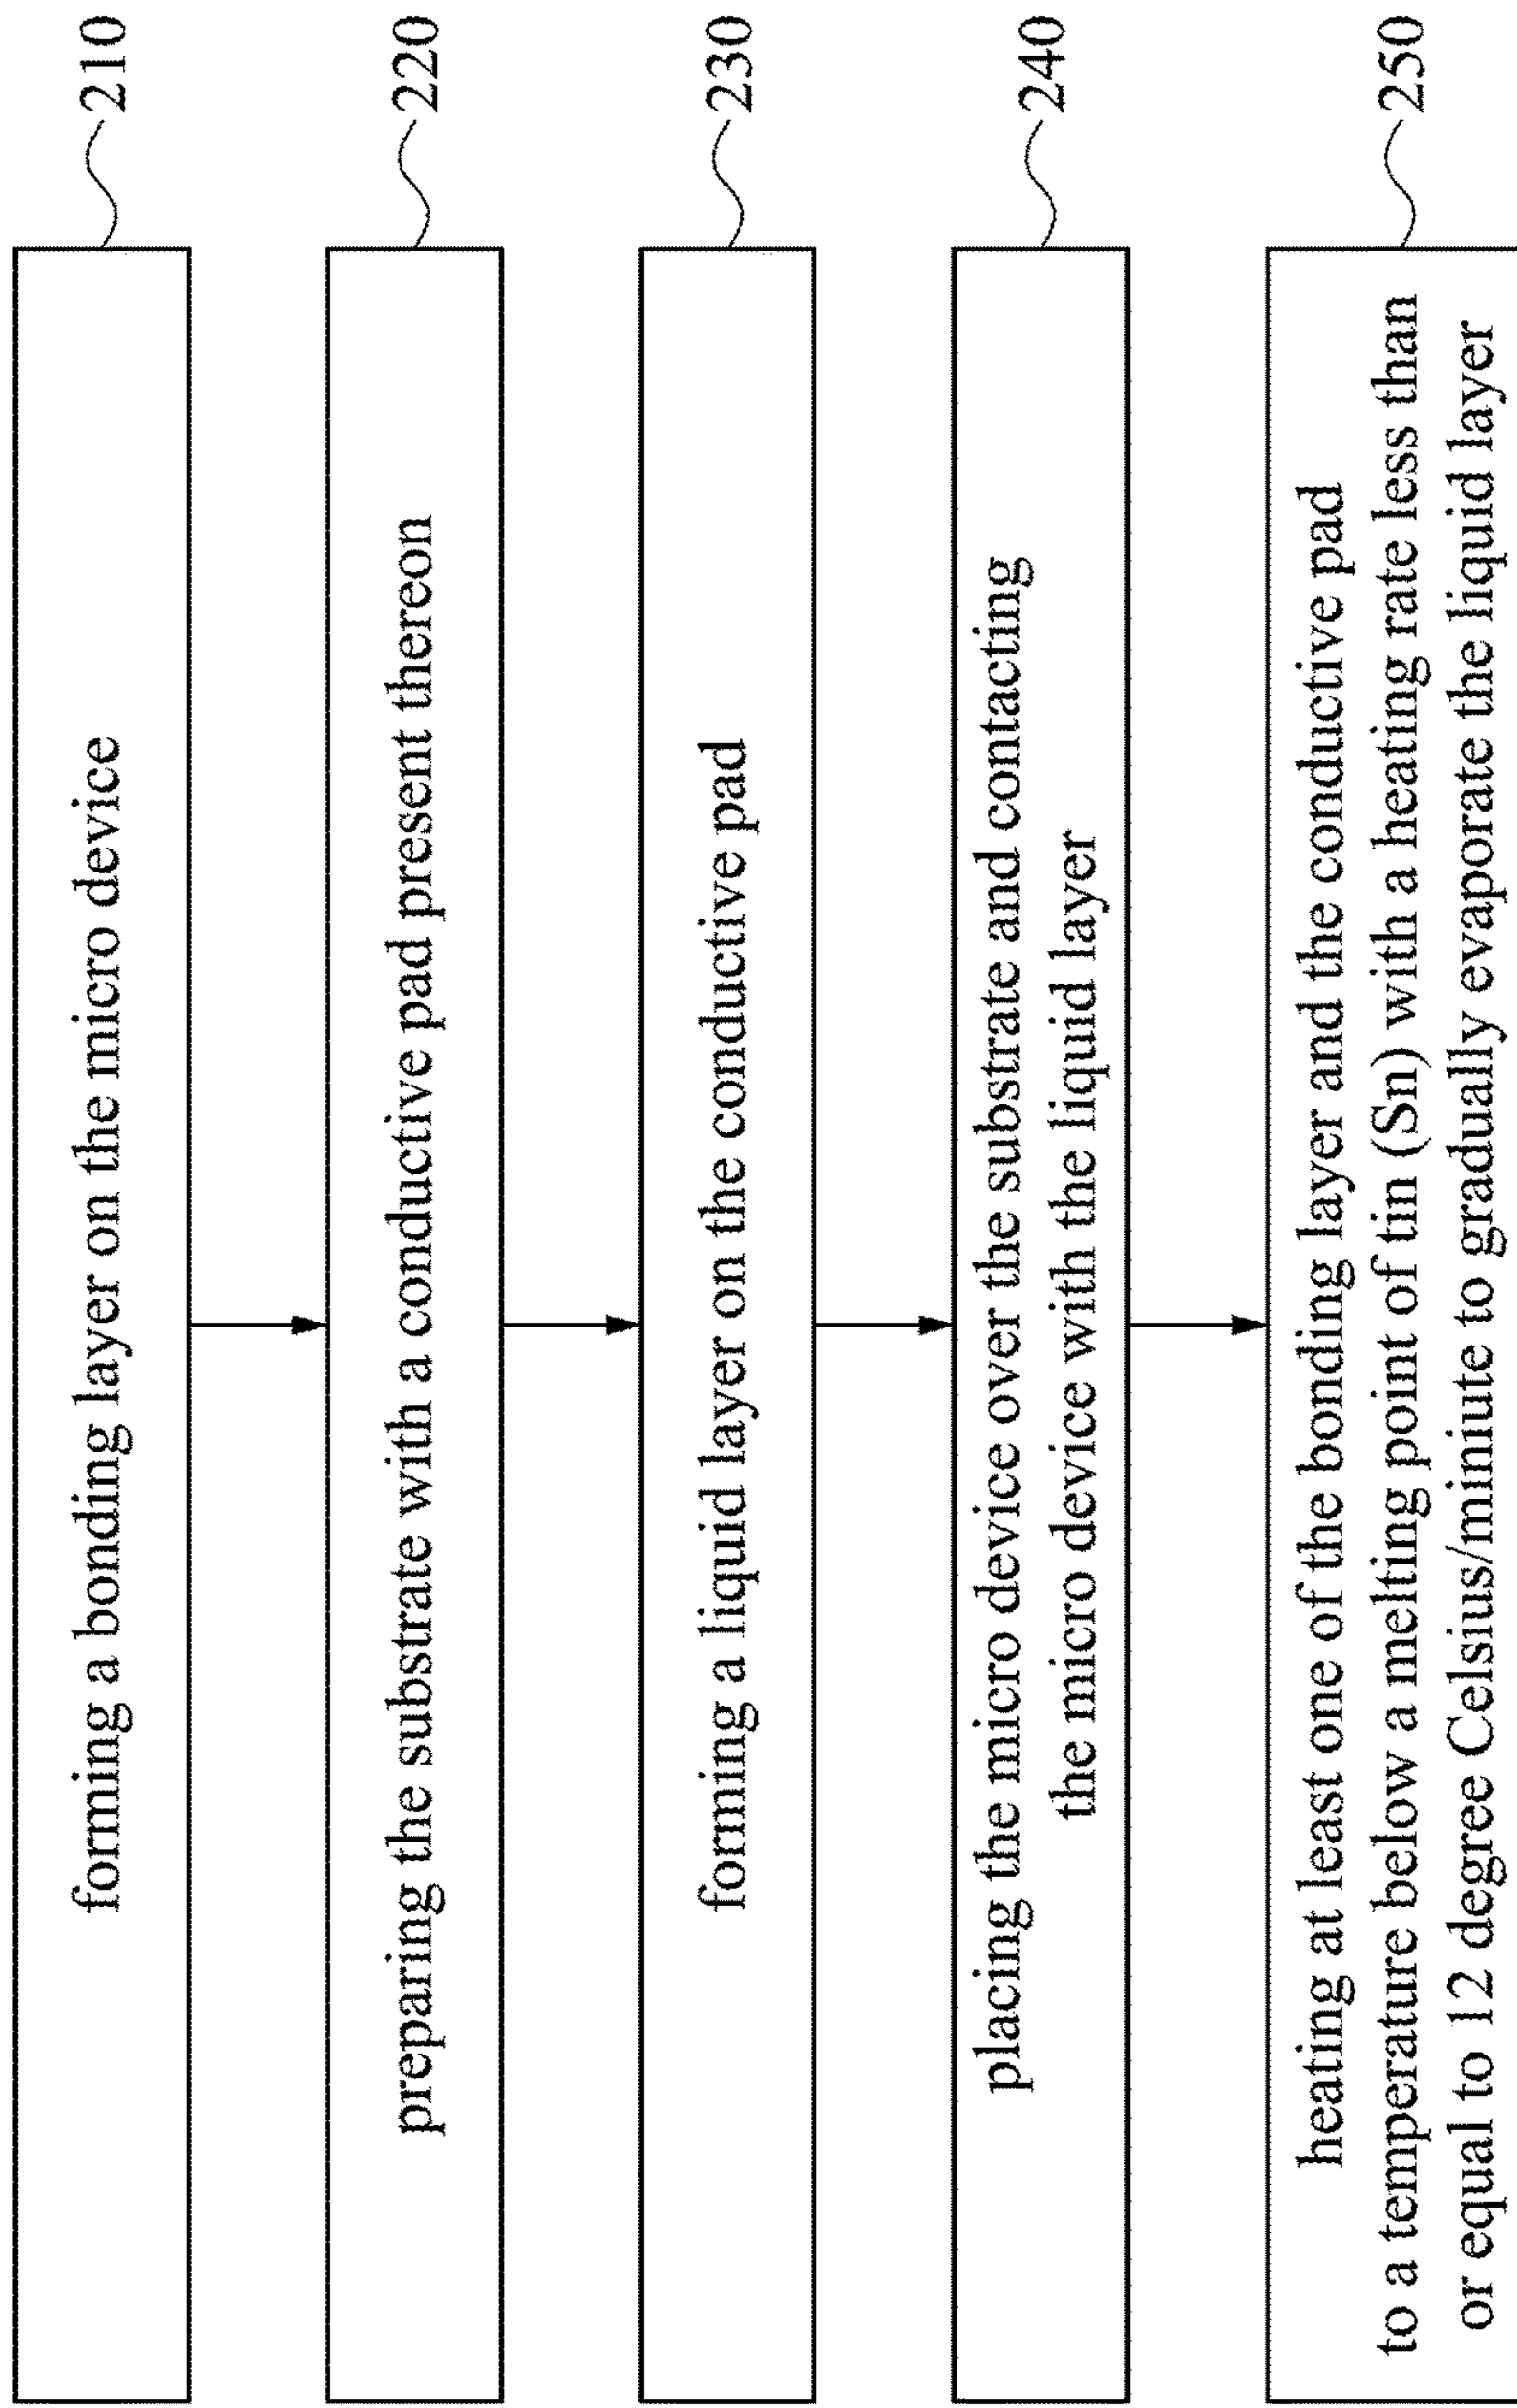 forming a bonding layer on the micro device
210
preparing the substrate with a conductive pad present thereon
220
forming a liquid layer on the conductive pad
230
placing the micro device over the substrate and contacting
the micro device with the liquid layer
240
heating at least one of the bonding layer and the conductive pad
to a temperature below a melting point of tin (Sn) with a heating rate less than
or equal to 12 degree Celsius/miniute to gradually evaporate the liquid layer
250